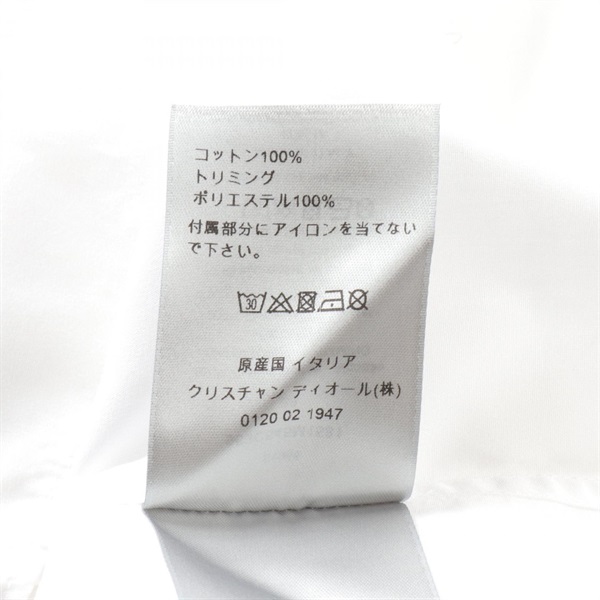 コットン100%
トリミング
ポリエステル100%
付属部分にアイロンを当てない
で下さい。
30
原産国 イタリア
クリスチャン ディオール(株)
0120 02 1947